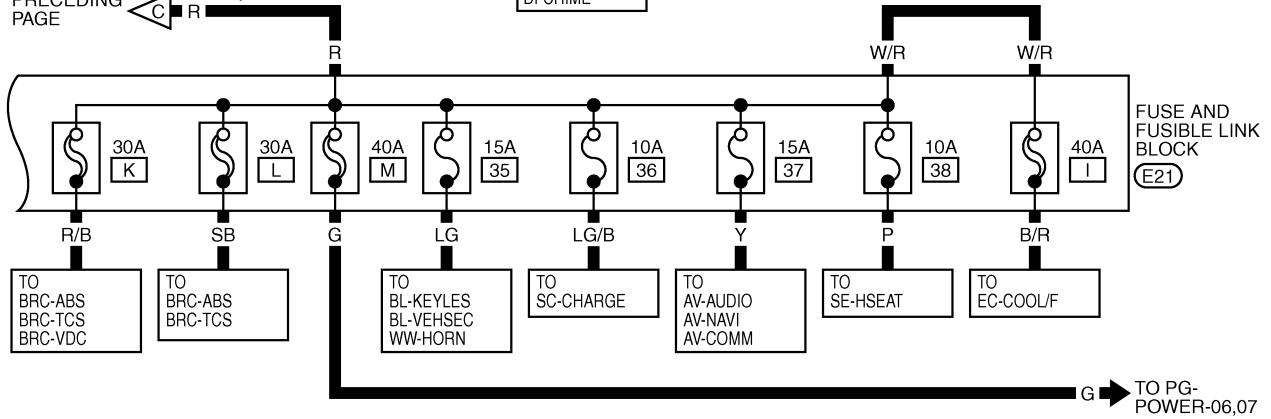 PRECEDING
PAGE
C
R
R
W/R
W/R
FUSE AND
FUSIBLE LINK
BLOCK
E21
30A
K
30A
L
40A
M
15A
35
10A
36
15A
37
10A
38
40A
I
R/B
SB
G
LG
LG/B
Y
P
B/R
TO
BRC-ABS
BRC-TCS
BRC-VDC
TO
BRC-ABS
BRC-TCS
TO
BL-KEYLES
BL-VEHSEC
WW-HORN
TO
SC-CHARGE
TO
AV-AUDIO
AV-NAVI
AV-COMM
TO
SE-HSEAT
TO
EC-COOL/F
G
TO PG-
POWER-06,07